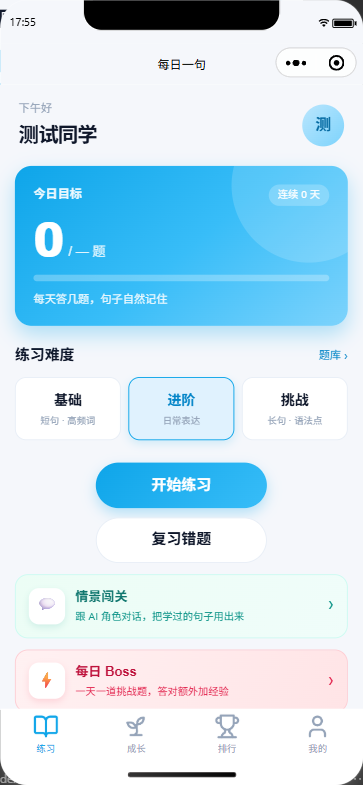 17:55
每日一句
下午好
测试同学
测
今日目标
连续 0 天
0 / — 题
每天答几题，句子自然记住
练习难度
题库 ›
基础
短句 · 高频词
进阶
日常表达
挑战
长句 · 语法点
开始练习
复习错题
情景闯关
跟 AI 角色对话，把学过的句子用出来
每日 Boss
一天一道挑战题，答对额外加经验
练习
成长
排行
我的